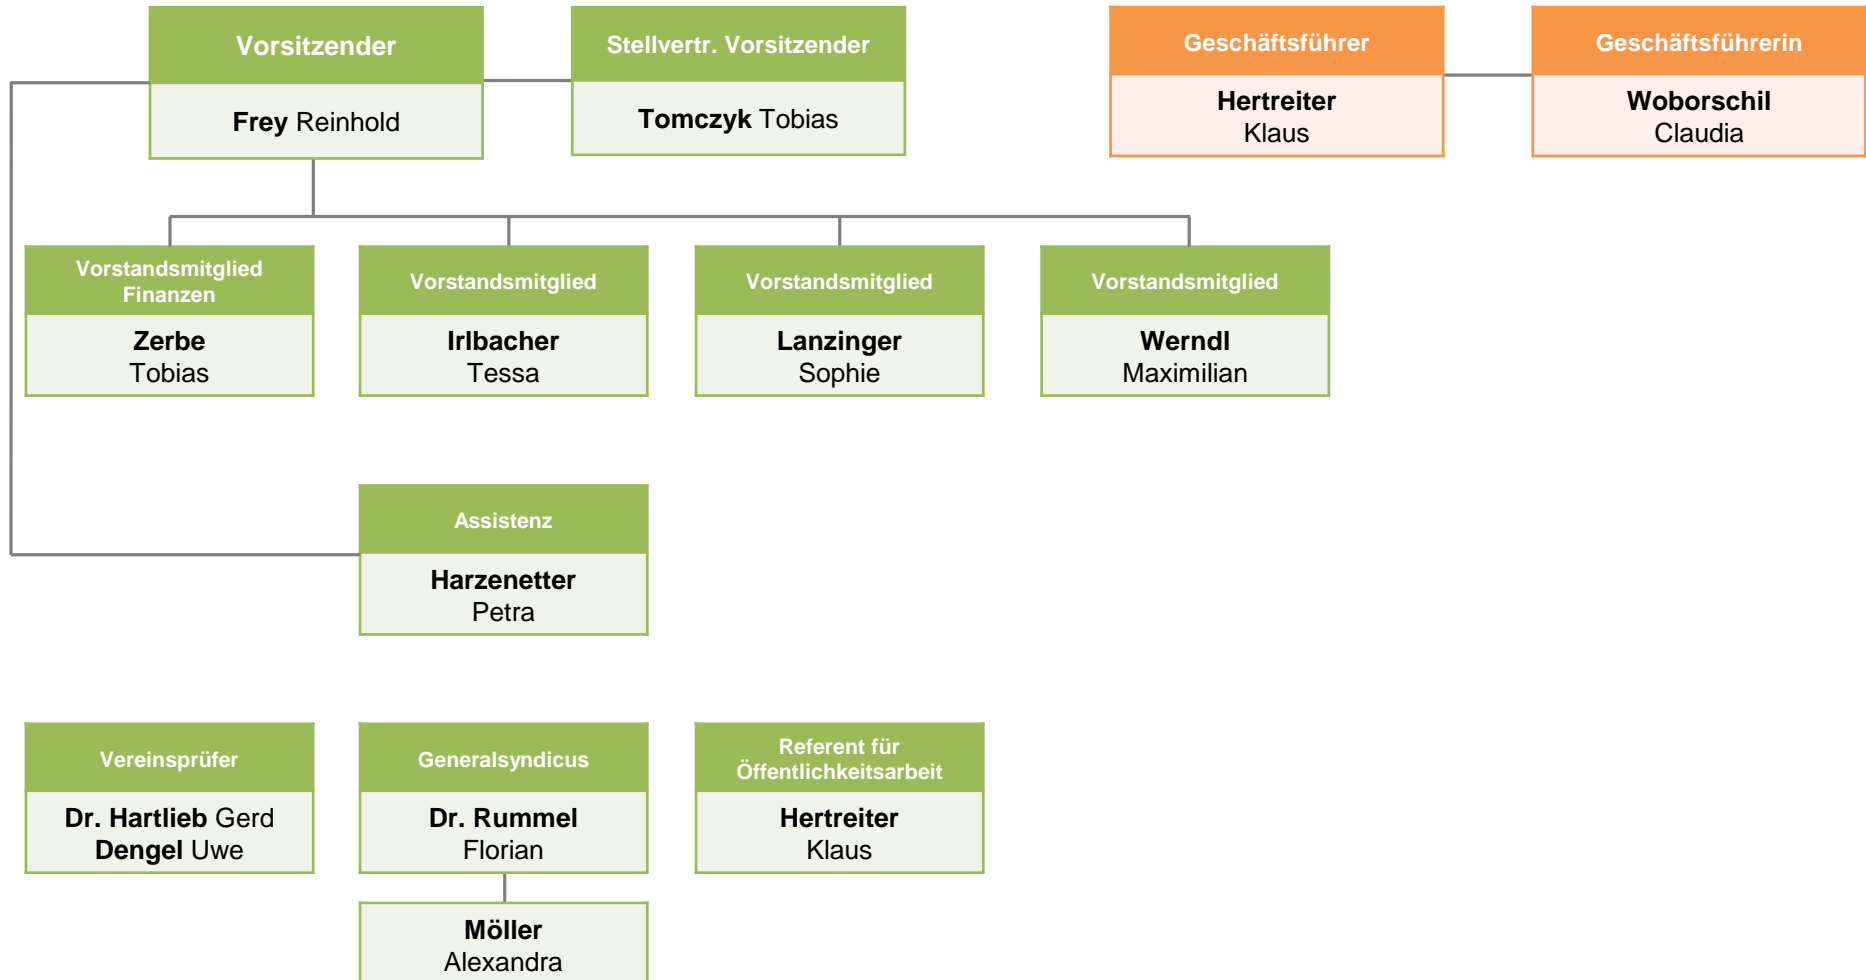 Vorsitzender
Frey Reinhold
Stellvertr. Vorsitzender
Tomczyk Tobias
Geschäftsführer
Hertreiter
Klaus
Geschäftsführerin
Woborschil
Claudia
Vorstandsmitglied
Finanzen
Zerbe
Tobias
Vorstandsmitglied
Irlbacher
Tessa
Vorstandsmitglied
Lanzinger
Sophie
Vorstandsmitglied
Werndl
Maximilian
Assistenz
Harzenetter
Petra
Vereinsprüfer
Dr. Hartlieb Gerd
Dengel Uwe
Generalsyndicus
Dr. Rummel
Florian
Möller
Alexandra
Referent für
Öffentlichkeitsarbeit
Hertreiter
Klaus